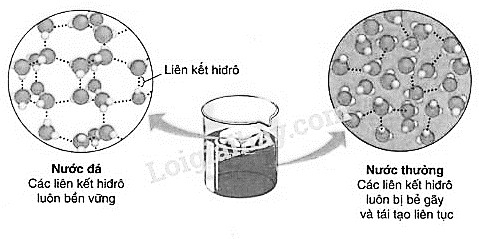 Liên kết hiđrô
Nước đá
Các liên kết hiđrô
luôn bền vững
Nước thường
Các liên kết hiđrô
luôn bị bẻ gãy
và tái tạo liên tục
Loigiaihay.com